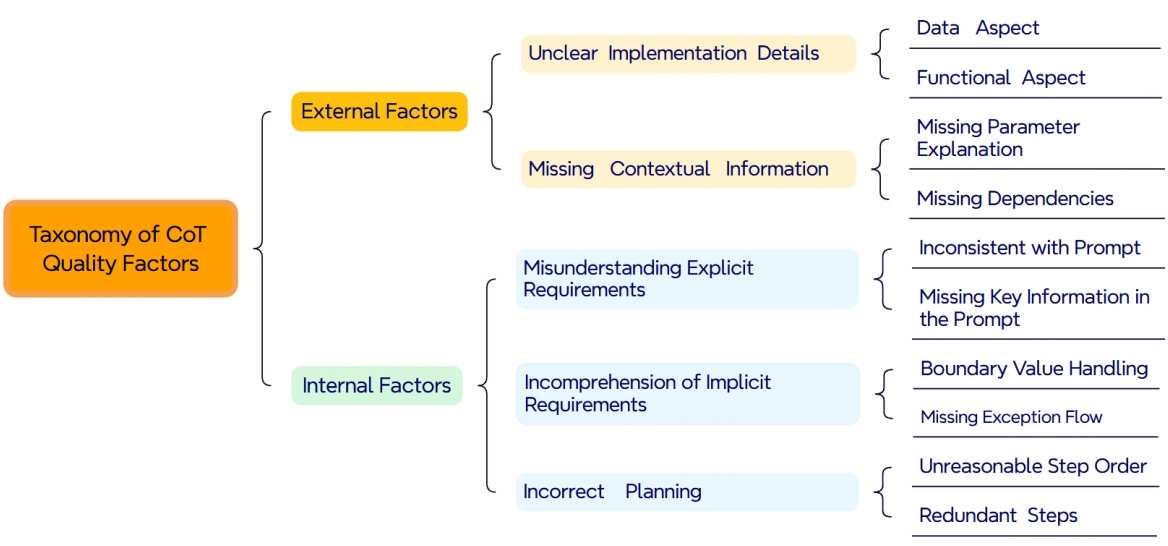 Taxonomy of CoT
Quality Factors
External Factors
Unclear Implementation Details
Data Aspect
Functional Aspect
Missing Contextual Information
Missing Parameter
Explanation
Missing Dependencies
Internal Factors
Misunderstanding Explicit
Requirements
Inconsistent with Prompt
Missing Key Information in
the Prompt
Incomprehension of Implicit
Requirements
Boundary Value Handling
Missing Exception Flow
Incorrect Planning
Unreasonable Step Order
Redundant Steps